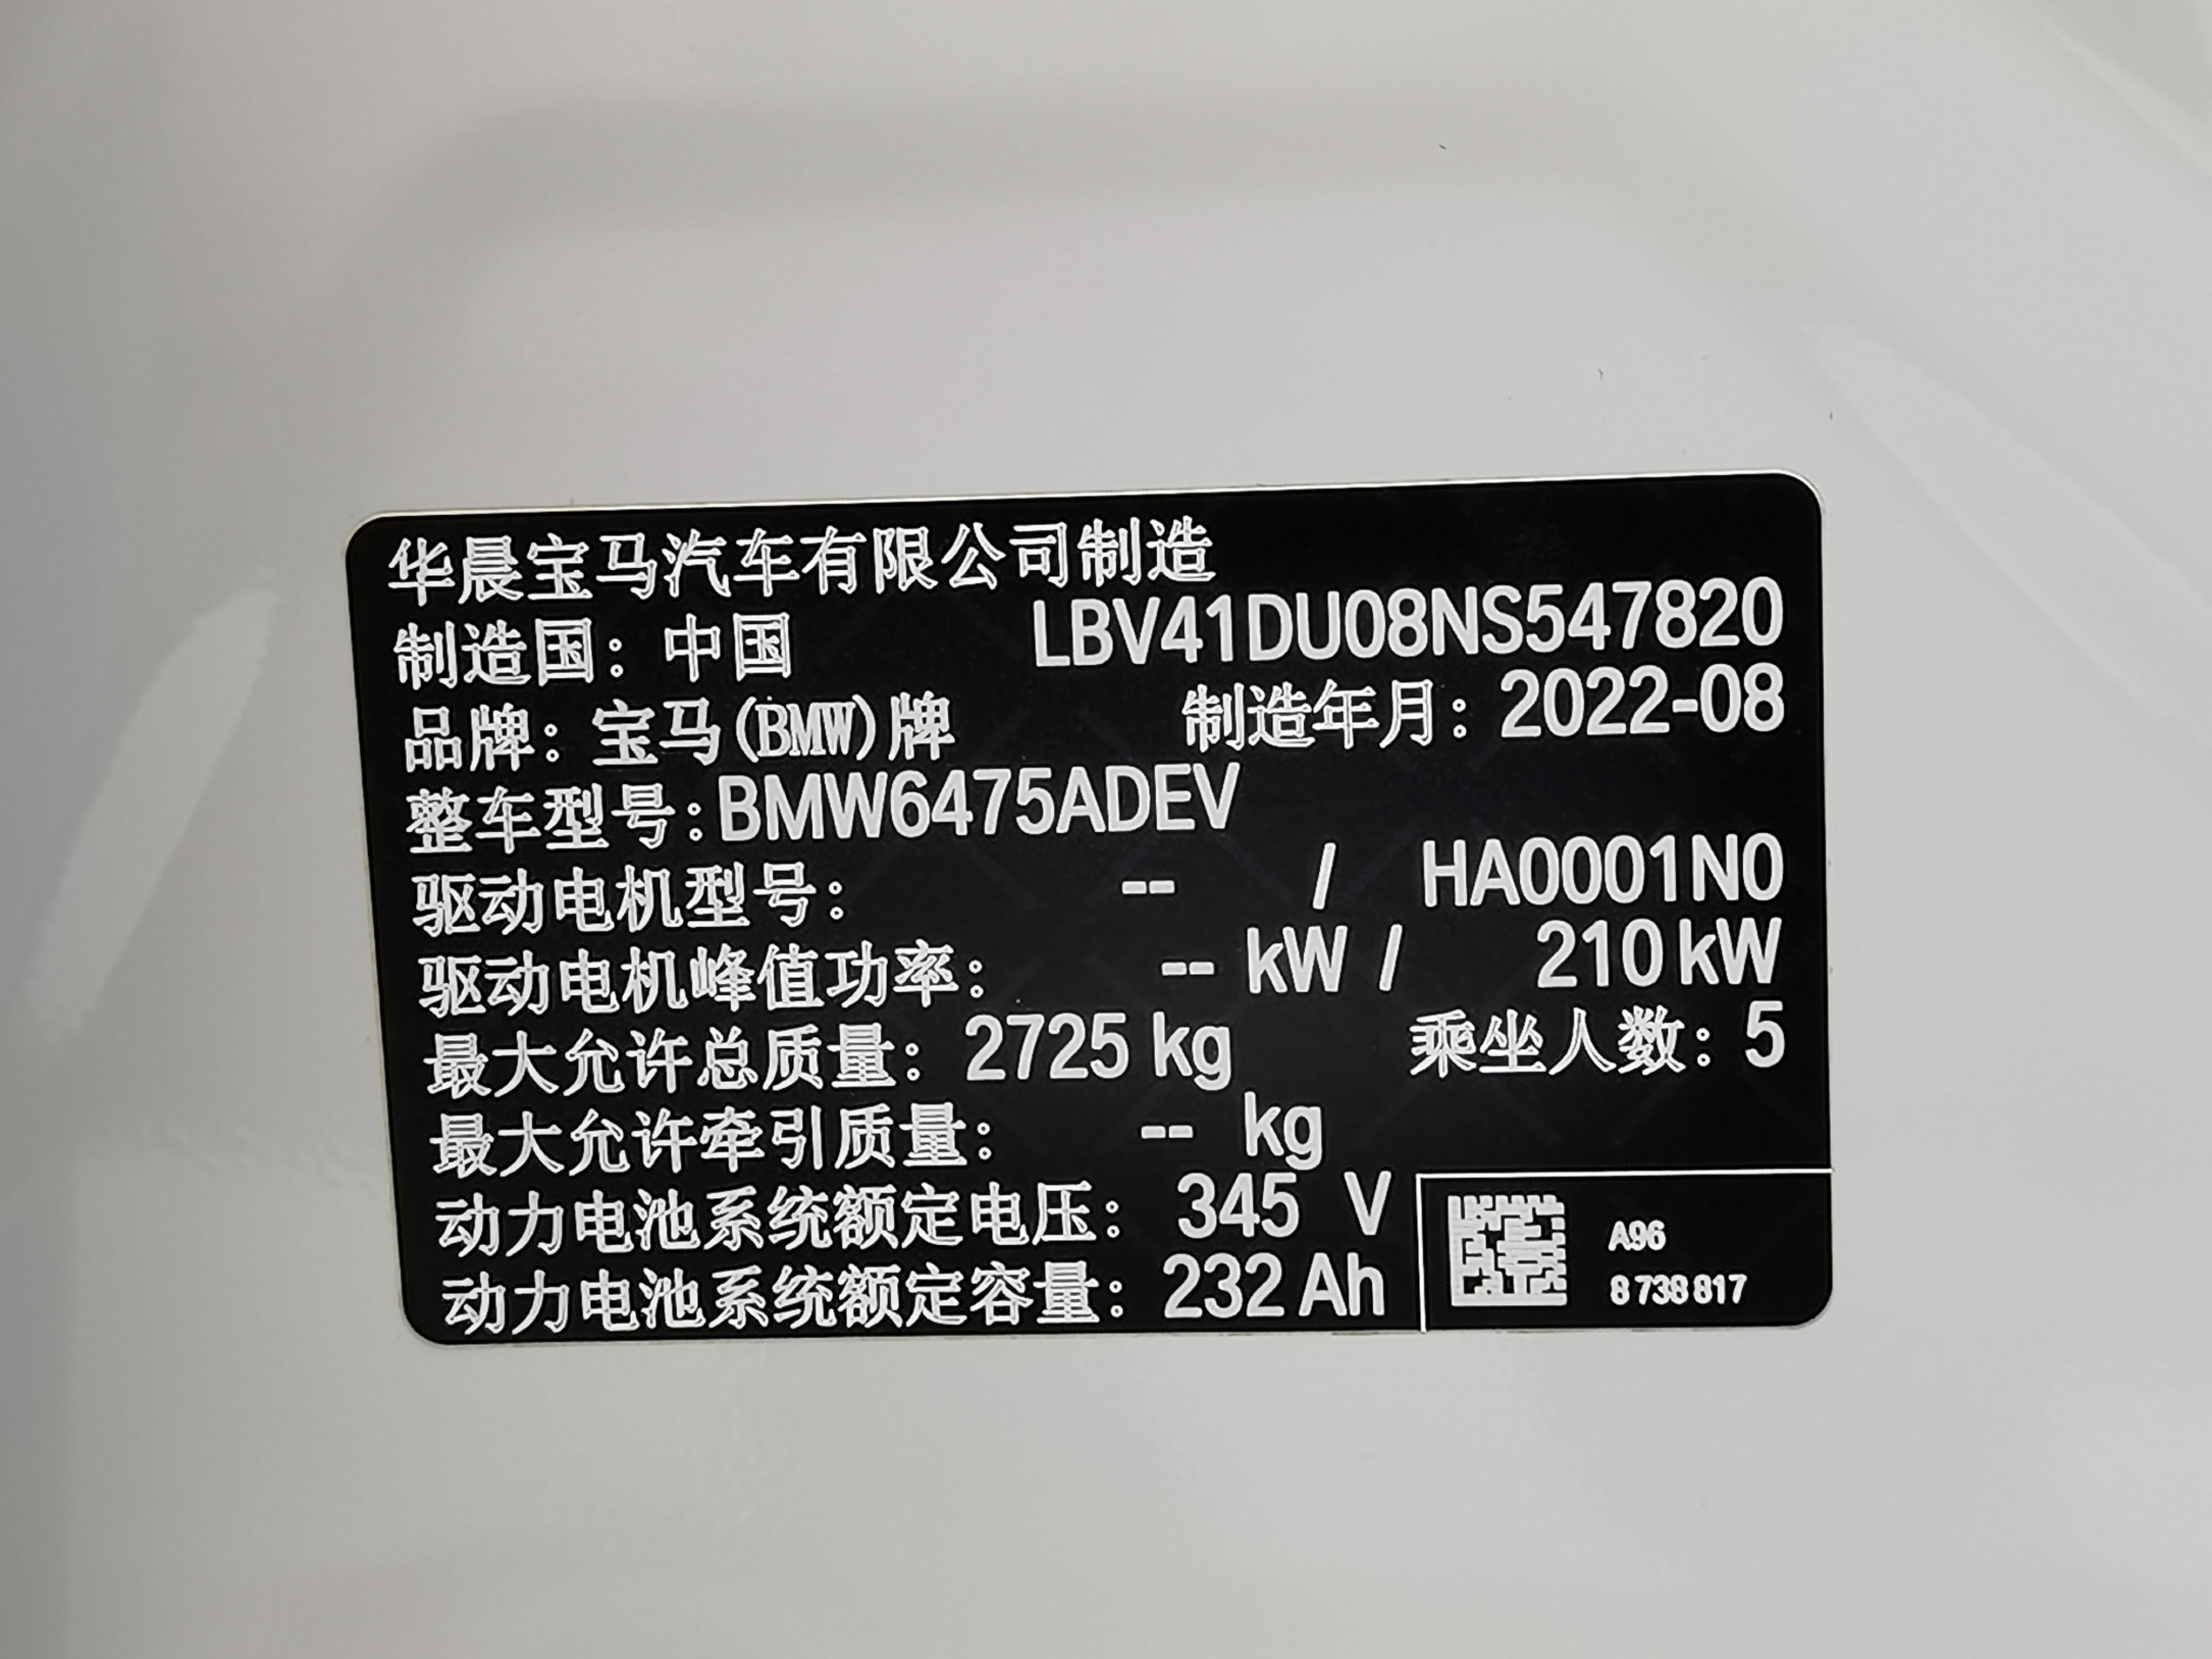 华晨宝马汽车有限公司制造
制造国：中国 LBV41DU08NS547820
品牌：宝马(BMW)牌 制造年月：2022-08
整车型号：BMW6475ADEV
驱动电机型号： -- / HA0001N0
驱动电机峰值功率： -- kW / 210 kW
最大允许总质量：2725 kg 乘坐人数：5
最大允许牵引质量： -- kg
动力电池系统额定电压： 345 V
动力电池系统额定容量：232 Ah
A96
8 738 817